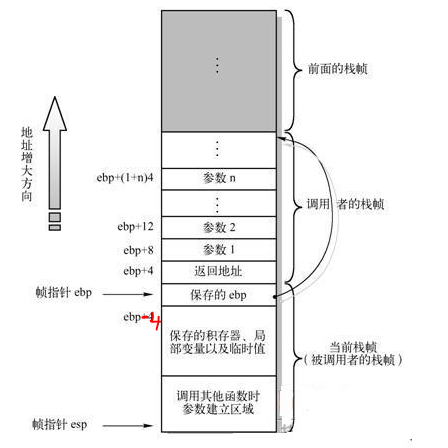 前面的栈帧
地址增大方向
ebp+(1+n)4
参数 n
调用者的栈帧
ebp+12
参数 2
ebp+8
参数 1
ebp+4
返回地址
帧指针 ebp
保存的 ebp
ebp-4
保存的积存器、局
部变量以及临时值
当前栈帧
（被调用者的栈帧）
调用其他函数时
参数建立区域
帧指针 esp